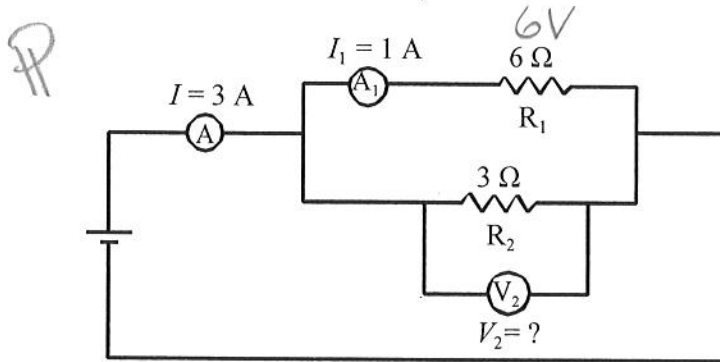 6V
I₁ = 1 A
6 Ω
A₁
I = 3 A
R₁
A
3 Ω
R₂
V₂
V₂ = ?